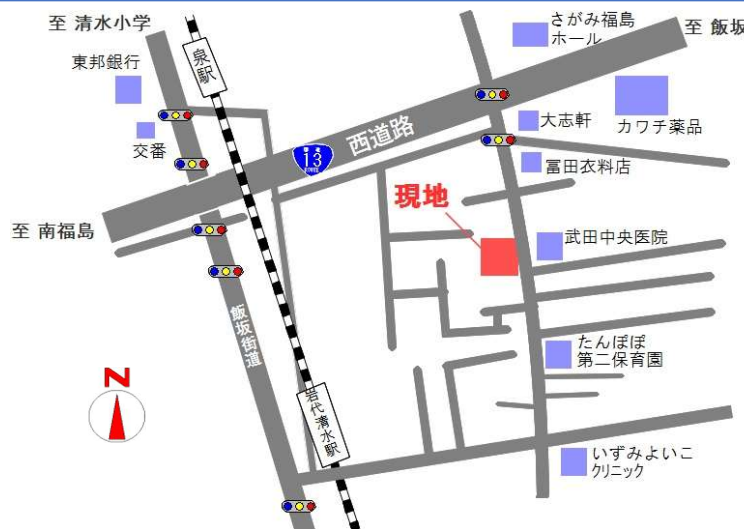 至 清水小学
さがみ福島
ホール
至 飯坂
東邦銀行
泉駅
交番
西道路
13
大志軒
カワチ薬品
冨田衣料店
現地
至 南福島
武田中央医院
飯坂街道
たんぽぽ
第二保育園
N
岩代清水駅
いずみよいこ
クリニック